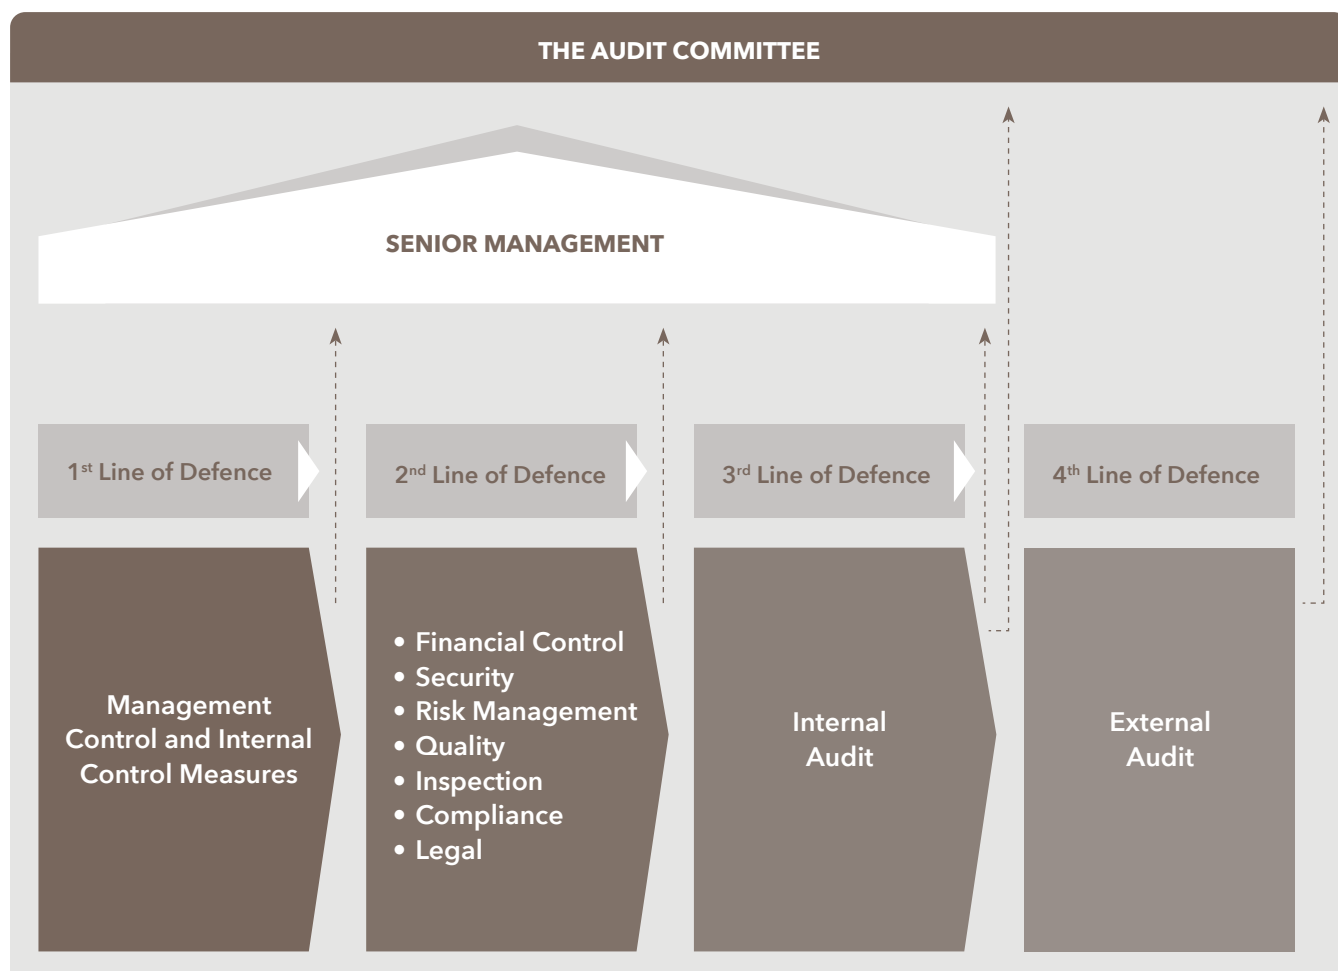 THE AUDIT COMMITTEE
SENIOR MANAGEMENT
1st Line of Defence
2nd Line of Defence
3rd Line of Defence
4th Line of Defence
Management
Control and Internal
Control Measures
• Financial Control
• Security
• Risk Management
• Quality
• Inspection
• Compliance
• Legal
Internal
Audit
External
Audit